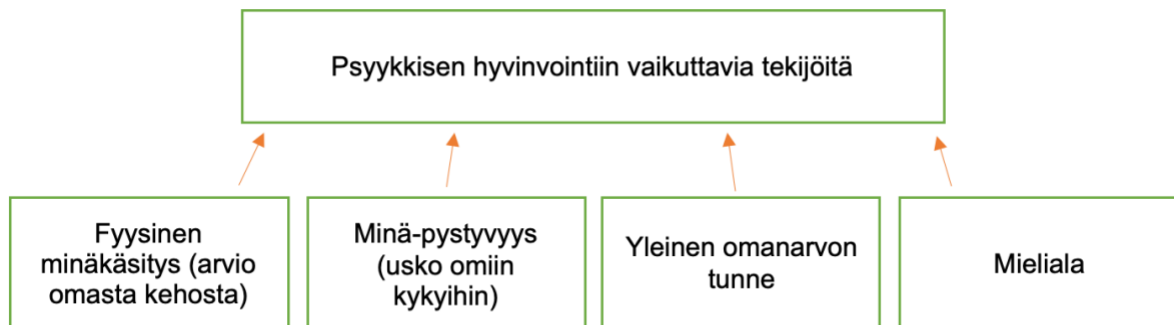 Psyykkisen hyvinvointiin vaikuttavia tekijöitä
Fyysinen
minäkäsitys (arvio
omasta kehosta)
Minä-pystyvyys
(usko omiin
kykyihin)
Yleinen omanarvon
tunne
Mieliala